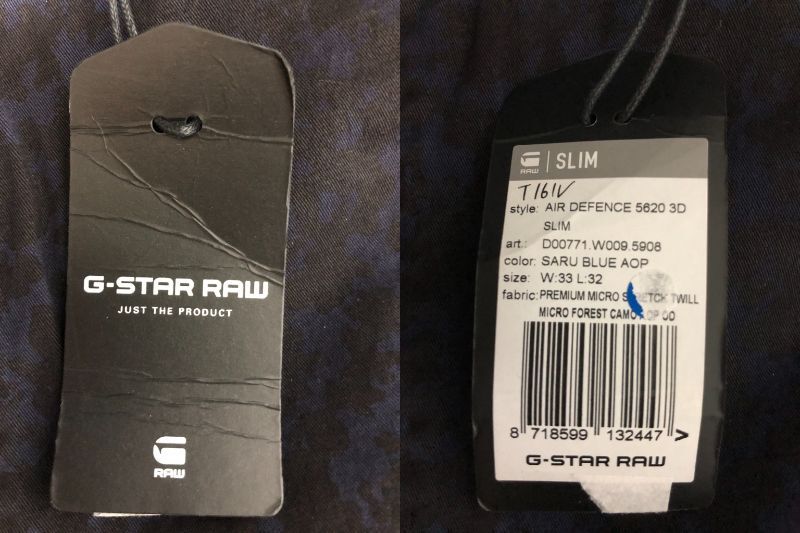 G-STAR RAW
JUST THE PRODUCT
RAW
RAW
SLIM
T161V
style: AIR DEFENCE 5620 3D
SLIM
art.: D00771.W009.5908
color: SARU BLUE AOP
size: W:33 L:32
fabric: PREMIUM MICRO TWILL
MICRO FOREST CAMO
8 718599 132447 >
G-STAR RAW